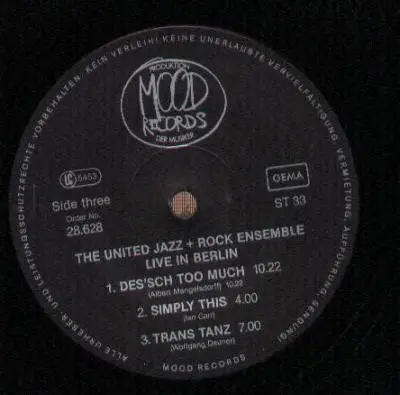 ALLE URHEBER- UND LEISTUNGSSCHUTZRECHTE VORBEHALTEN· KEIN VERLEIH! KEINE UNERLAUBTE VERVIELFÄLTIGUNG, VERMIETUNG, AUFFÜHRUNG, SENDUNG!
PRODUKTION
MOOD
RECORDS
DER MUSIKER
LC 5453
GEMA
Side three
ST 33
Order No.
28.628
THE UNITED JAZZ + ROCK ENSEMBLE
LIVE IN BERLIN
1. DES'SCH TOO MUCH 10.22
(Albert Mangelsdorff) 10.22
2. SIMPLY THIS 4.00
(Ian Carr)
3. TRANS TANZ 7.00
(Wolfgang Dauner)
MOOD RECORDS